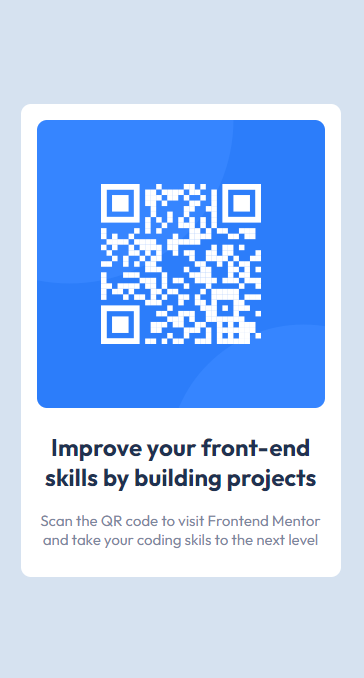 Improve your front-end
skills by building projects
Scan the QR code to visit Frontend Mentor
and take your coding skils to the next level